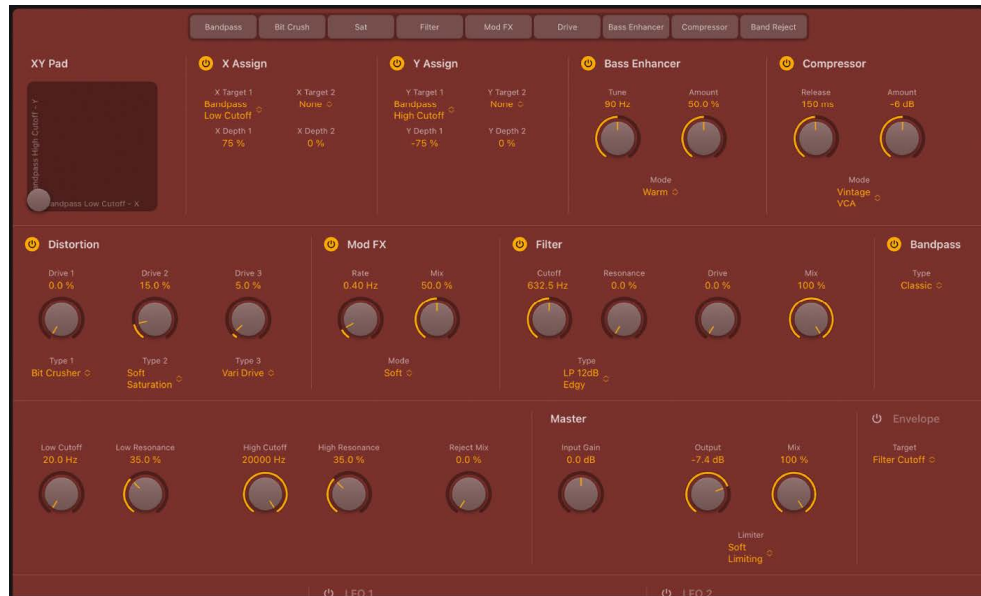 Bandpass Bit Crush Sat Filter Mod FX Drive Bass Enhancer Compressor Band Reject
XY Pad
Bandpass High Cutoff - Y
Bandpass Low Cutoff - X
X Assign
X Target 1 X Target 2
Bandpass None
Low Cutoff
X Depth 1 X Depth 2
75 % 0 %
Y Assign
Y Target 1 Y Target 2
Bandpass None
High Cutoff
Y Depth 1 Y Depth 2
-75 % 0 %
Bass Enhancer
Tune Amount
90 Hz 50.0 %
Mode
Warm
Compressor
Release Amount
150 ms -6 dB
Mode
Vintage
VCA
Distortion
Drive 1 Drive 2 Drive 3
0.0 % 15.0 % 5.0 %
Type 1 Type 2 Type 3
Bit Crusher Soft Vari Drive
Saturation
Mod FX
Rate Mix
0.40 Hz 50.0 %
Mode
Soft
Filter
Cutoff Resonance Drive Mix
632.5 Hz 0.0 % 0.0 % 100 %
Type
LP 12dB
Edgy
Bandpass
Type
Classic
Low Cutoff Low Resonance High Cutoff High Resonance Reject Mix
20.0 Hz 35.0 % 20000 Hz 35.0 % 0.0 %
Master
Input Gain Output Mix
0.0 dB -7.4 dB 100 %
Limiter
Soft
Limiting
Envelope
Target
Filter Cutoff
LFO 1 LFO 2